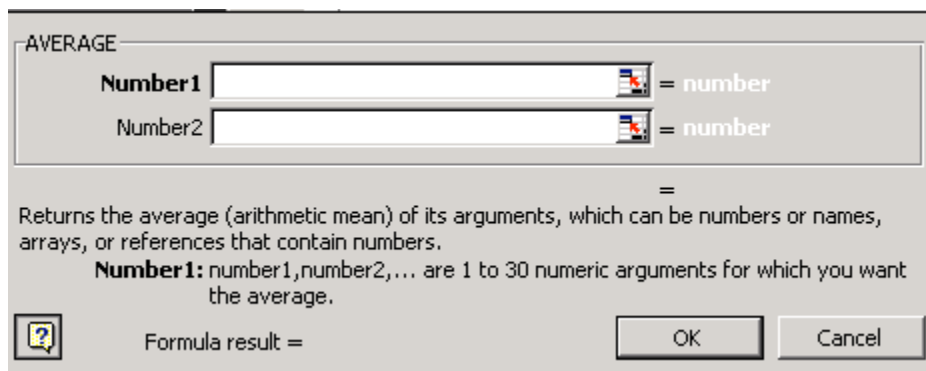 AVERAGE
Number1 = number
Number2 = number
=
Returns the average (arithmetic mean) of its arguments, which can be numbers or names,
arrays, or references that contain numbers.
Number1: number1,number2,... are 1 to 30 numeric arguments for which you want
the average.
? Formula result = OK Cancel